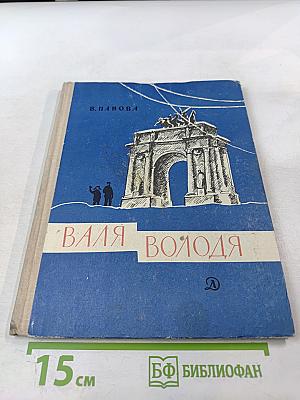 В. ПАНОВА
ВАЛЯ
ВОЛОДЯ
Д
15 см
БФ БИБЛИОФАН